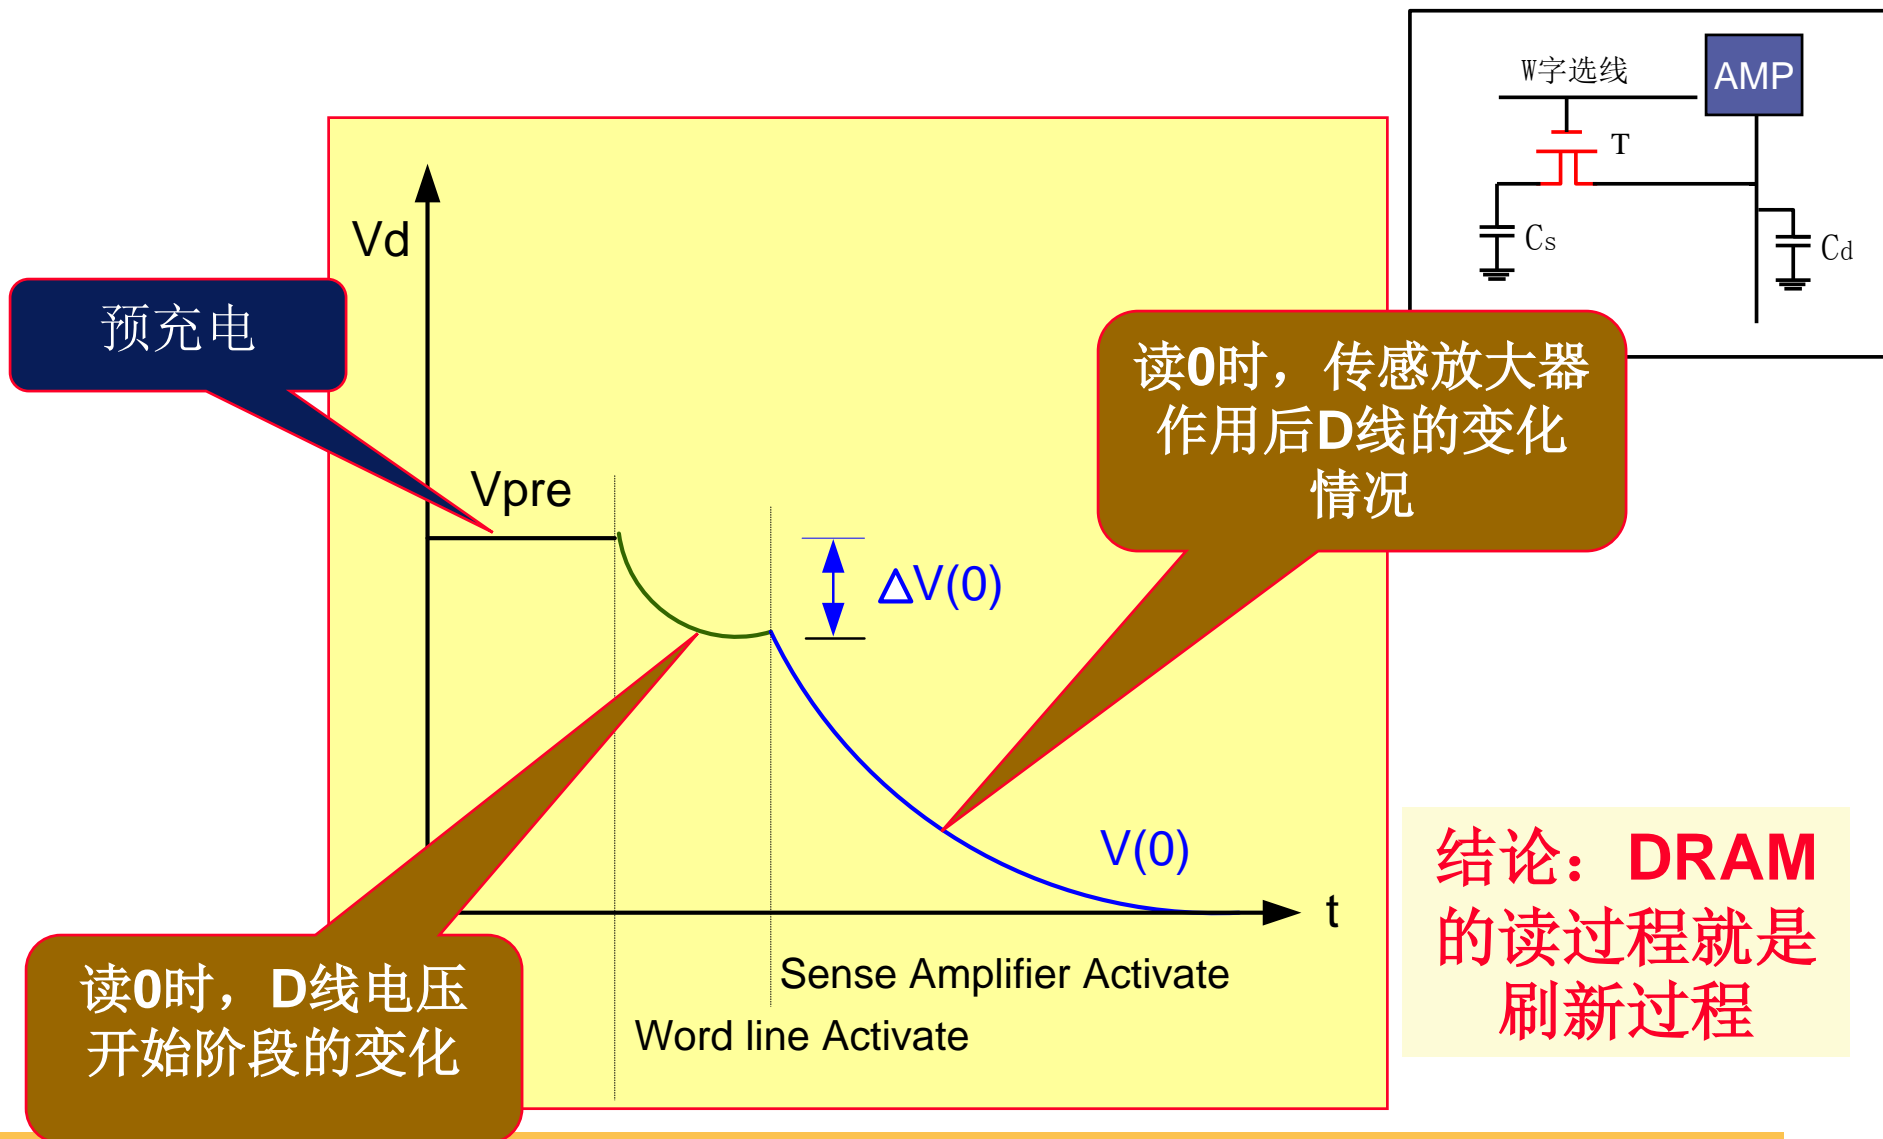 W字选线
AMP
T
Cs
Cd
Vd
预充电
Vpre
读0时，传感放大器
作用后D线的变化
情况
△V(0)
V(0)
t
结论：DRAM
的读过程就是
刷新过程
读0时，D线电压
开始阶段的变化
Sense Amplifier Activate
Word line Activate